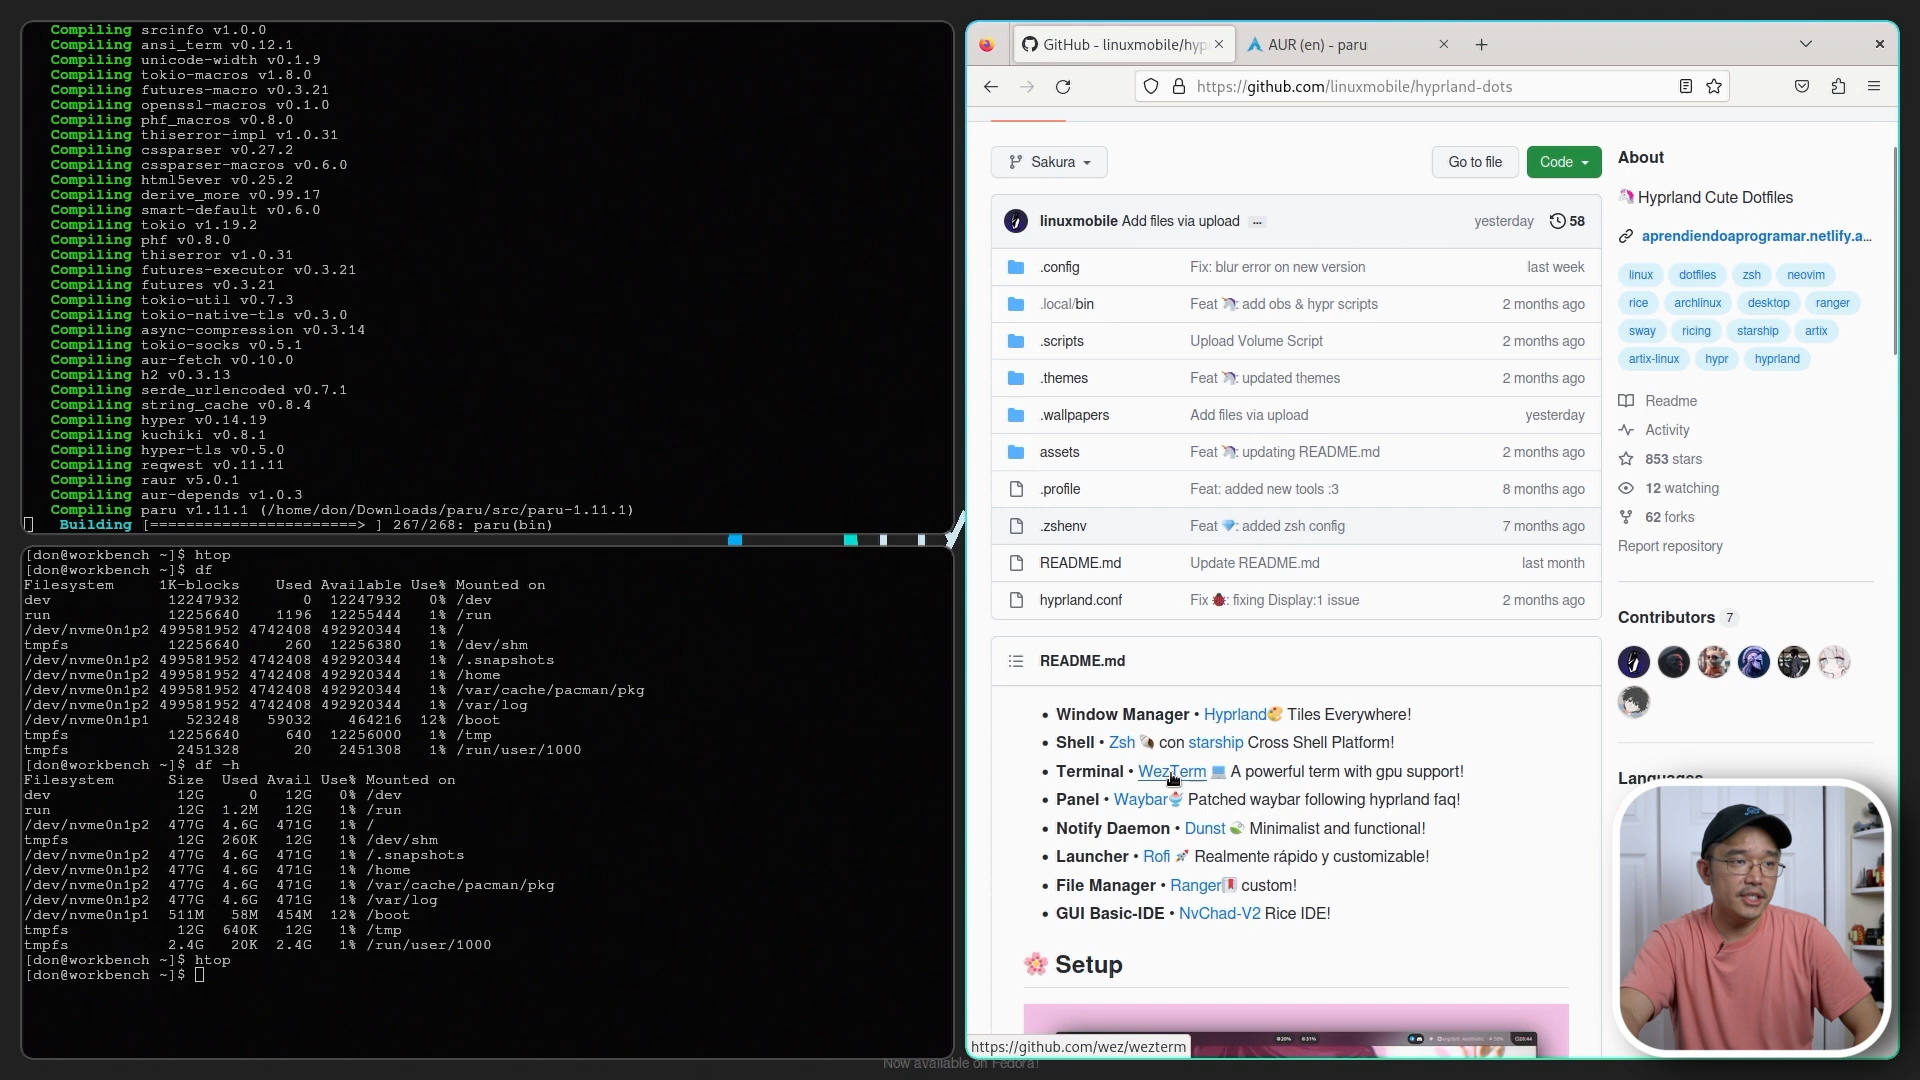 Compiling srcinfo v1.0.0
Compiling ansi_term v0.12.1
Compiling unicode-width v0.1.9
Compiling tokio-macros v1.8.0
Compiling futures-macro v0.3.21
Compiling openssl-macros v0.1.0
Compiling phf_macros v0.8.0
Compiling thiserror-impl v1.0.31
Compiling cssparser v0.27.2
Compiling cssparser-macros v0.6.0
Compiling html5ever v0.25.2
Compiling derive_more v0.99.17
Compiling smart-default v0.6.0
Compiling tokio v1.19.2
Compiling phf v0.8.0
Compiling thiserror v1.0.31
Compiling futures-executor v0.3.21
Compiling futures v0.3.21
Compiling tokio-util v0.7.3
Compiling tokio-native-tls v0.3.0
Compiling async-compression v0.3.14
Compiling tokio-socks v0.5.1
Compiling aur-fetch v0.10.0
Compiling h2 v0.3.13
Compiling serde_urlencoded v0.7.1
Compiling string_cache v0.8.4
Compiling hyper v0.14.19
Compiling kuchiki v0.8.1
Compiling hyper-tls v0.5.0
Compiling reqwest v0.11.11
Compiling raur v5.0.1
Compiling aur-depends v1.0.3
Compiling paru v1.11.1 (/home/don/Downloads/paru/src/paru-1.11.1)
Building [=======================> ] 267/268: paru(bin)
[don@workbench ~]$ htop
[don@workbench ~]$ df
Filesystem 1K-blocks Used Available Use% Mounted on
dev 12247932 0 12247932 0% /dev
run 12256640 1196 12255444 1% /run
/dev/nvme0n1p2 499581952 4742408 492920344 1% /
tmpfs 12256640 260 12256380 1% /dev/shm
/dev/nvme0n1p2 499581952 4742408 492920344 1% /.snapshots
/dev/nvme0n1p2 499581952 4742408 492920344 1% /home
/dev/nvme0n1p2 499581952 4742408 492920344 1% /var/cache/pacman/pkg
/dev/nvme0n1p2 499581952 4742408 492920344 1% /var/log
/dev/nvme0n1p1 523248 59032 464216 12% /boot
tmpfs 12256640 640 12256000 1% /tmp
tmpfs 2451328 20 2451308 1% /run/user/1000
[don@workbench ~]$ df -h
Filesystem Size Used Avail Use% Mounted on
dev 12G 0 12G 0% /dev
run 12G 1.2M 12G 1% /run
/dev/nvme0n1p2 477G 4.6G 471G 1% /
tmpfs 12G 260K 12G 1% /dev/shm
/dev/nvme0n1p2 477G 4.6G 471G 1% /.snapshots
/dev/nvme0n1p2 477G 4.6G 471G 1% /home
/dev/nvme0n1p2 477G 4.6G 471G 1% /var/cache/pacman/pkg
/dev/nvme0n1p2 477G 4.6G 471G 1% /var/log
/dev/nvme0n1p1 511M 58M 454M 12% /boot
tmpfs 12G 640K 12G 1% /tmp
tmpfs 2.4G 20K 2.4G 1% /run/user/1000
[don@workbench ~]$ htop
[don@workbench ~]$
GitHub - linuxmobile/hyp
AUR (en) - paru
https://github.com/linuxmobile/hyprland-dots
Sakura
Go to file
Code
linuxmobile Add files via upload ... yesterday 58
.config Fix: blur error on new version last week
.local/bin Feat 🦄: add obs & hypr scripts 2 months ago
.scripts Upload Volume Script 2 months ago
.themes Feat 🦄: updated themes 2 months ago
.wallpapers Add files via upload yesterday
assets Feat 🦄: updating README.md 2 months ago
.profile Feat: added new tools :3 8 months ago
.zshenv Feat 💎: added zsh config 7 months ago
README.md Update README.md last month
hyprland.conf Fix 🐞: fixing Display:1 issue 2 months ago
README.md
• Window Manager • Hyprland🎨 Tiles Everywhere!
• Shell • Zsh 🐚 con starship Cross Shell Platform!
• Terminal • WezTerm 💻 A powerful term with gpu support!
• Panel • Waybar🍧 Patched waybar following hyprland faq!
• Notify Daemon • Dunst 🍃 Minimalist and functional!
• Launcher • Rofi 🚀 Realmente rápido y customizable!
• File Manager • Ranger🔖 custom!
• GUI Basic-IDE • NvChad-V2 Rice IDE!
🌸 Setup
https://github.com/wez/wezterm
About
🦄 Hyprland Cute Dotfiles
aprendiendoaprogramar.netlify.a...
linux dotfiles zsh neovim
rice archlinux desktop ranger
sway ricing starship artix
artix-linux hypr hyprland
Readme
Activity
853 stars
12 watching
62 forks
Report repository
Contributors 7
Languages
Now available on Fedora!